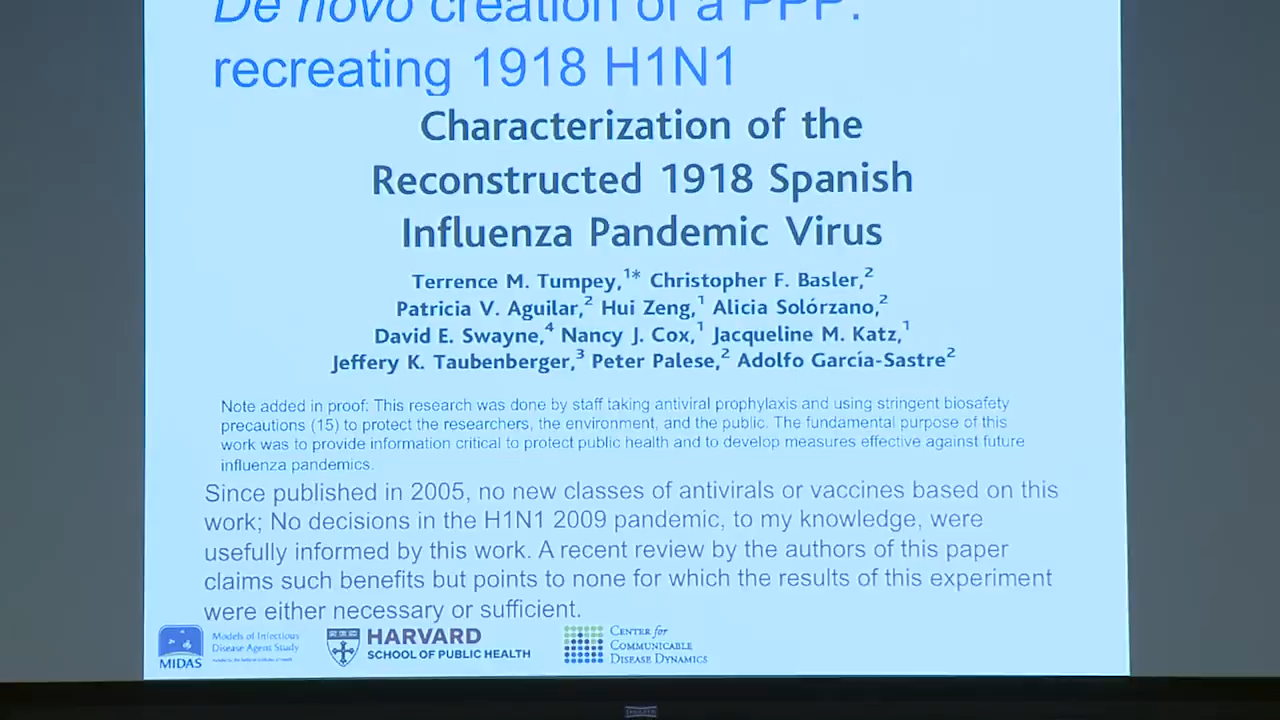 De novo creation of a PPP:
recreating 1918 H1N1
Characterization of the
Reconstructed 1918 Spanish
Influenza Pandemic Virus
Terrence M. Tumpey,¹* Christopher F. Basler,²
Patricia V. Aguilar,² Hui Zeng,¹ Alicia Solórzano,²
David E. Swayne,⁴ Nancy J. Cox,¹ Jacqueline M. Katz,¹
Jeffery K. Taubenberger,³ Peter Palese,² Adolfo García-Sastre²
Note added in proof: This research was done by staff taking antiviral prophylaxis and using stringent biosafety
precautions (15) to protect the researchers, the environment, and the public. The fundamental purpose of this
work was to provide information critical to protect public health and to develop measures effective against future
influenza pandemics.
Since published in 2005, no new classes of antivirals or vaccines based on this
work; No decisions in the H1N1 2009 pandemic, to my knowledge, were
usefully informed by this work. A recent review by the authors of this paper
claims such benefits but points to none for which the results of this experiment
were either necessary or sufficient.
MIDAS
Models of Infectious
Disease Agent Study
HARVARD
SCHOOL OF PUBLIC HEALTH
CENTER for
COMMUNICABLE
DISEASE DYNAMICS